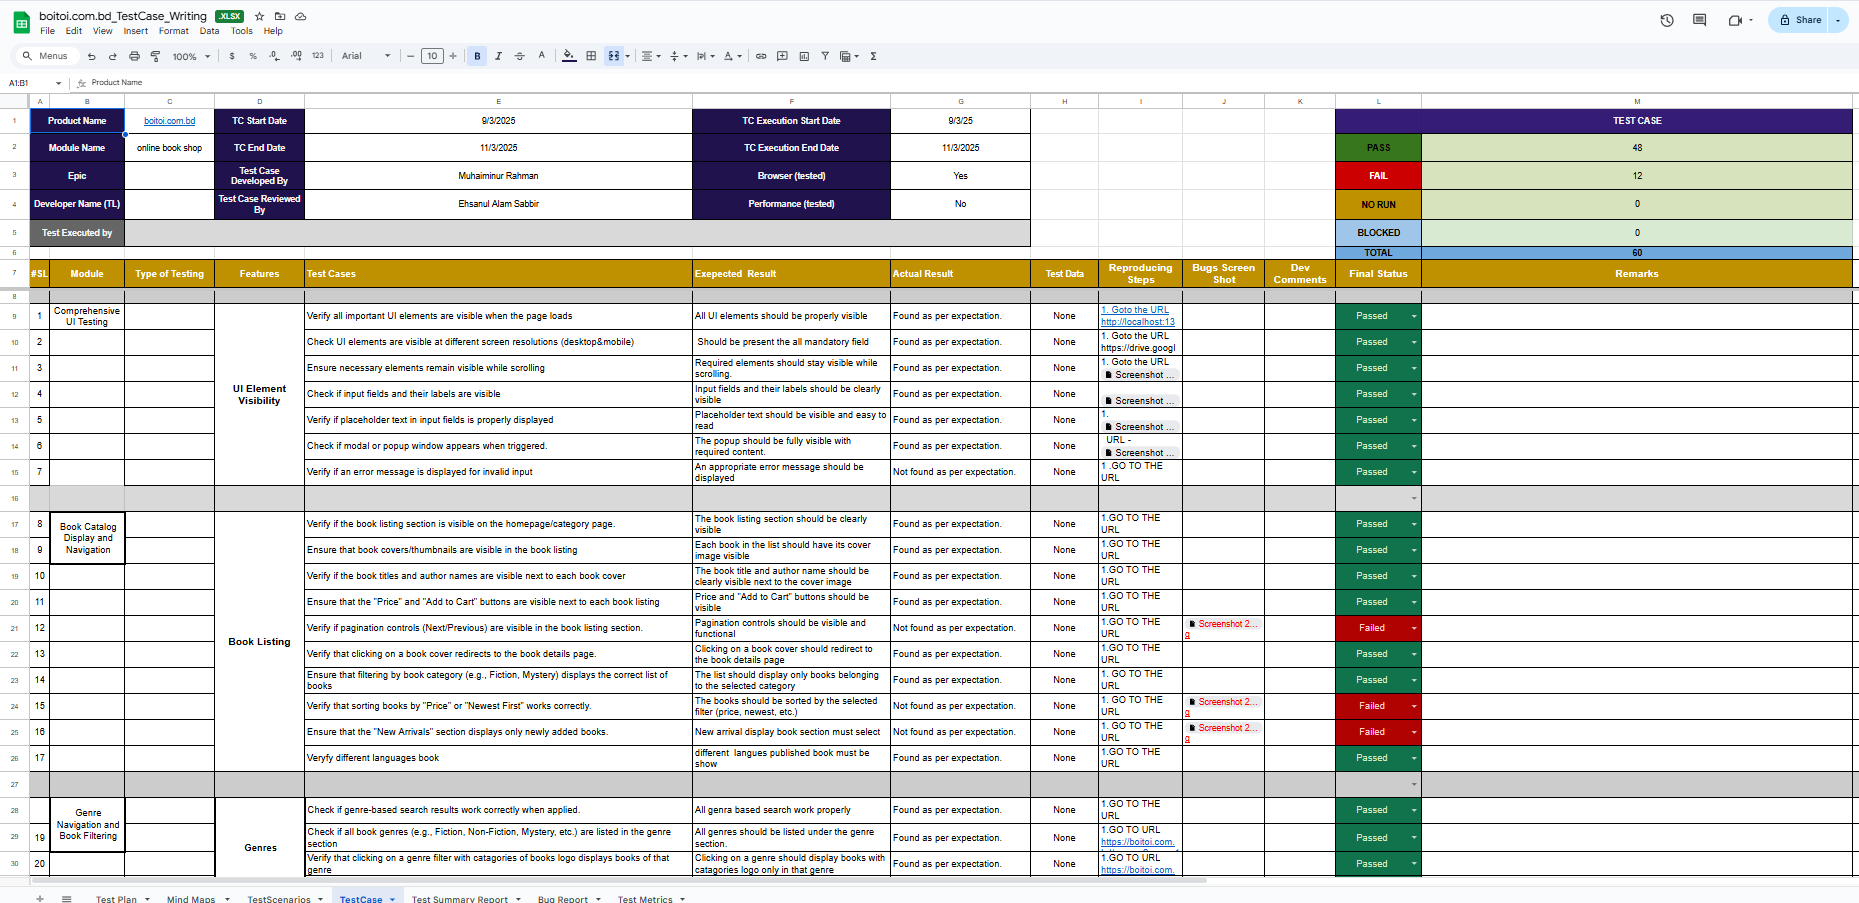 boitoi.com.bd_TestCase_Writing .XLSX
File Edit View Insert Format Data Tools Help
Share
Menus 100% $ % .0 .00 123 Arial 10 B I S A Σ
A1:B1 fx Product Name
A B C D E F G H I J K L M
1 Product Name boitoi.com.bd TC Start Date 9/3/2025 TC Execution Start Date 9/3/25 TEST CASE
2 Module Name online book shop TC End Date 11/3/2025 TC Execution End Date 11/3/2025 PASS 48
3 Epic Test Case Developed By Muhaiminur Rahman Browser (tested) Yes FAIL 12
4 Developer Name (TL) Test Case Reviewed By Ehsanul Alam Sabbir Performance (tested) No NO RUN 0
5 Test Executed by BLOCKED 0
6 TOTAL 60
7 #SL Module Type of Testing Features Test Cases Exepected Result Actual Result Test Data Reproducing Steps Bugs Screen Shot Dev Comments Final Status Remarks
8
9 1 Comprehensive UI Testing UI Element Visibility Verify all important UI elements are visible when the page loads All UI elements should be properly visible Found as per expectation. None 1. Goto the URL http://localhost:13 Passed
10 2 Check UI elements are visible at different screen resolutions (desktop&mobile) Should be present the all mandatory field Found as per expectation. None 1. Goto the URL https://drive.googl Passed
11 3 Ensure necessary elements remain visible while scrolling Required elements should stay visible while scrolling. Found as per expectation. None 1. Goto the URL Screenshot ... Passed
12 4 Check if input fields and their labels are visible Input fields and their labels should be clearly visible Found as per expectation. None Screenshot ... Passed
13 5 Verify if placeholder text in input fields is properly displayed Placeholder text should be visible and easy to read Found as per expectation. None 1. Screenshot ... Passed
14 6 Check if modal or popup window appears when triggered. The popup should be fully visible with required content. Found as per expectation. None URL - Screenshot ... Passed
15 7 Verify if an error message is displayed for invalid input An appropriate error message should be displayed Not found as per expectation. None 1 .GO TO THE URL Passed
16
17 8 Book Catalog Display and Navigation Book Listing Verify if the book listing section is visible on the homepage/category page. The book listing section should be clearly visible Found as per expectation. None 1.GO TO THE URL Passed
18 9 Ensure that book covers/thumbnails are visible in the book listing Each book in the list should have its cover image visible Found as per expectation. None 1.GO TO THE URL Passed
19 10 Verify if the book titles and author names are visible next to each book cover The book title and author name should be clearly visible next to the cover image Found as per expectation. None 1.GO TO THE URL Passed
20 11 Ensure that the "Price" and "Add to Cart" buttons are visible next to each book listing Price and "Add to Cart" buttons should be visible Found as per expectation. None 1.GO TO THE URL Passed
21 12 Verify if pagination controls (Next/Previous) are visible in the book listing section. Pagination controls should be visible and functional Not found as per expectation. None 1.GO TO THE URL Screenshot 2... g Failed
22 13 Verify that clicking on a book cover redirects to the book details page. Clicking on a book cover should redirect to the book details page Found as per expectation. None 1.GO TO THE URL Passed
23 14 Ensure that filtering by book category (e.g., Fiction, Mystery) displays the correct list of books The list should display only books belonging to the selected category Found as per expectation. None 1. GO TO THE URL Passed
24 15 Verify that sorting books by "Price" or "Newest First" works correctly. The books should be sorted by the selected filter (price, newest, etc.) Not found as per expectation. None 1. GO TO THE URL Screenshot 2... g Failed
25 16 Ensure that the "New Arrivals" section displays only newly added books. New arrival display book section must select Not found as per expectation. None 1. GO TO THE URL Screenshot 2... g Failed
26 17 Veryfy different languages book different langues published book must be show Found as per expectation. None 1.GO TO THE URL Passed
27
28 Genre Navigation and Book Filtering Genres Check if genre-based search results work correctly when applied. All genra based search work properly Found as per expectation. None 1.GO TO THE URL Passed
29 19 Check if all book genres (e.g., Fiction, Non-Fiction, Mystery, etc.) are listed in the genre section All genres should be listed under the genre section. Found as per expectation. None 1.GO TO URL https://boitoi.com. Passed
30 20 Verify that clicking on a genre filter with catagories of books logo displays books of that genre Clicking on a genre should display books with catagories logo only in that genre Found as per expectation. None 1.GO TO URL https://boitoi.com. Passed
Test Plan Mind Maps TestScenarios TestCase Test Summary Report Bug Report Test Metrics